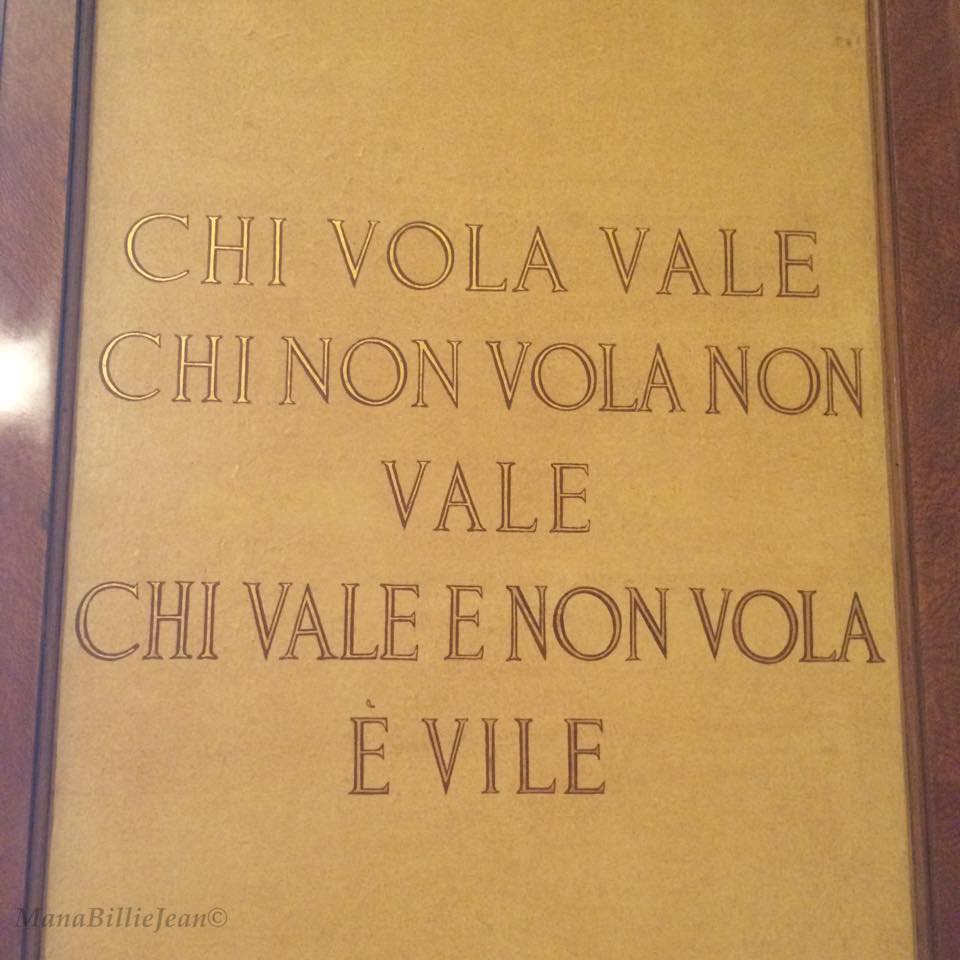 CHI VOLA VALE
CHI NON VOLA NON
VALE
CHI VALE E NON VOLA
È VILE
ManaBillieJean©